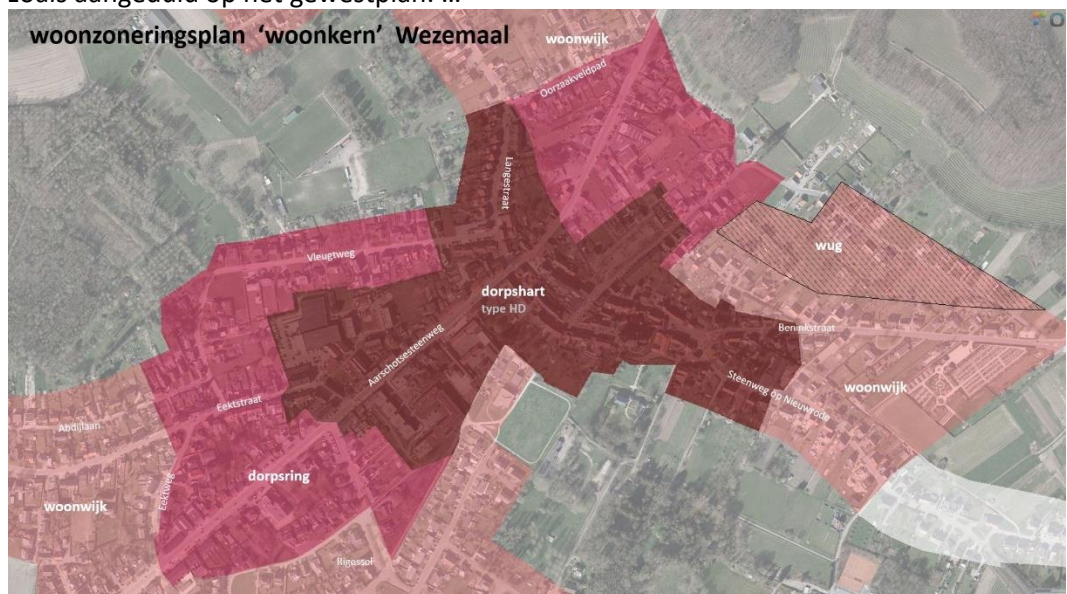 Zoals aangeduid op het gewestplan. …
woonzoneringsplan ‘woonkern’ Wezemaal
woonwijk
Oorzaakveldpad
Langestraat
wug
Vleugtweg
dorpshart
type HD
Beninkstraat
Aarschotsesteenweg
Steenweg op Nieuwrode
woonwijk
Eektstraat
Abdijlaan
dorpsring
Eektweg
woonwijk
Rigessel